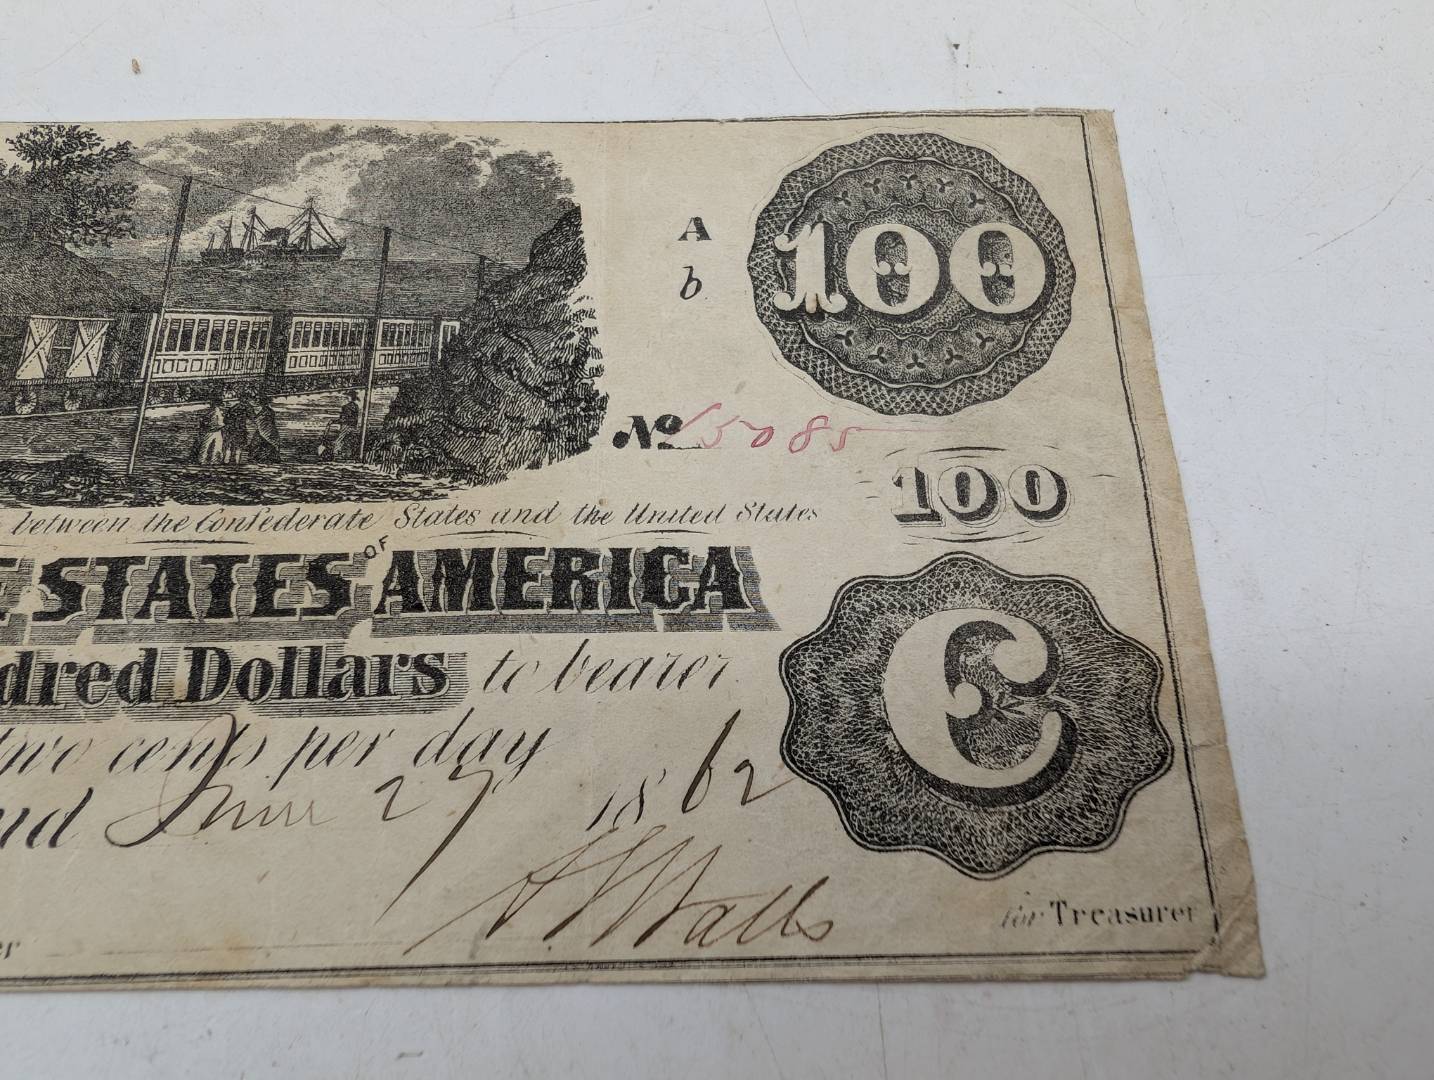 A
100
b
No 5085
100
between the Confederate States and the United States
STATES OF AMERICA
dred Dollars to bearer
two cents per day
C
June 27 1862
for Treasurer